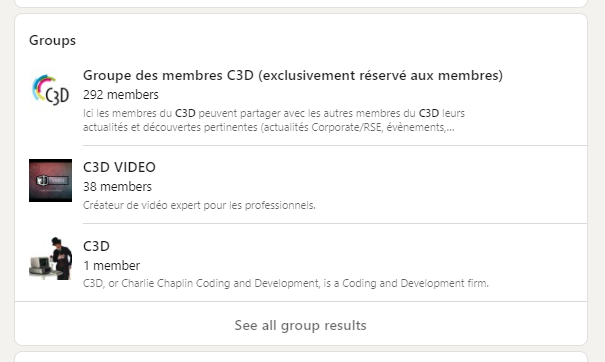 Groups
Groupe des membres C3D (exclusivement réservé aux membres)
C3D
292 members
Ici les membres du C3D peuvent partager avec les autres membres du C3D leurs
actualités et découvertes pertinentes (actualités Corporate/RSE, évènements,...
C3D VIDEO
38 members
Créateur de vidéo expert pour les professionnels.
C3D
1 member
C3D, or Charlie Chaplin Coding and Development, is a Coding and Development firm.
See all group results